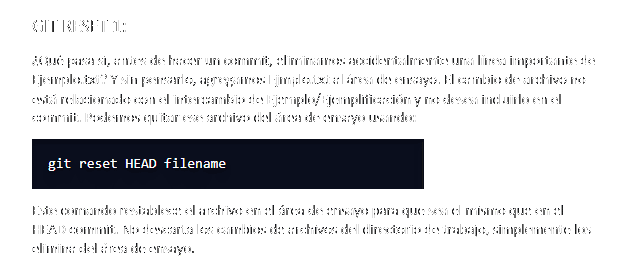 GIT RESET 1:
¿Qué pasa si, antes de hacer un commit, eliminamos accidentalmente una línea importante de
Ejemplo.txt? Y sin pensarlo, agregamos Ejmplo.txt al área de ensayo. El cambio de archivo no
está relacionado con el intercambio de Ejemplo/Ejemplificación y no desea incluirlo en el
commit. Podemos quitar ese archivo del área de ensayo usando:
git reset HEAD filename
Este comando restablece el archivo en el área de ensayo para que sea el mismo que en el
HEAD commit. No descarta los cambios de archivos del directorio de trabajo, simplemente los
elimina del área de ensayo.